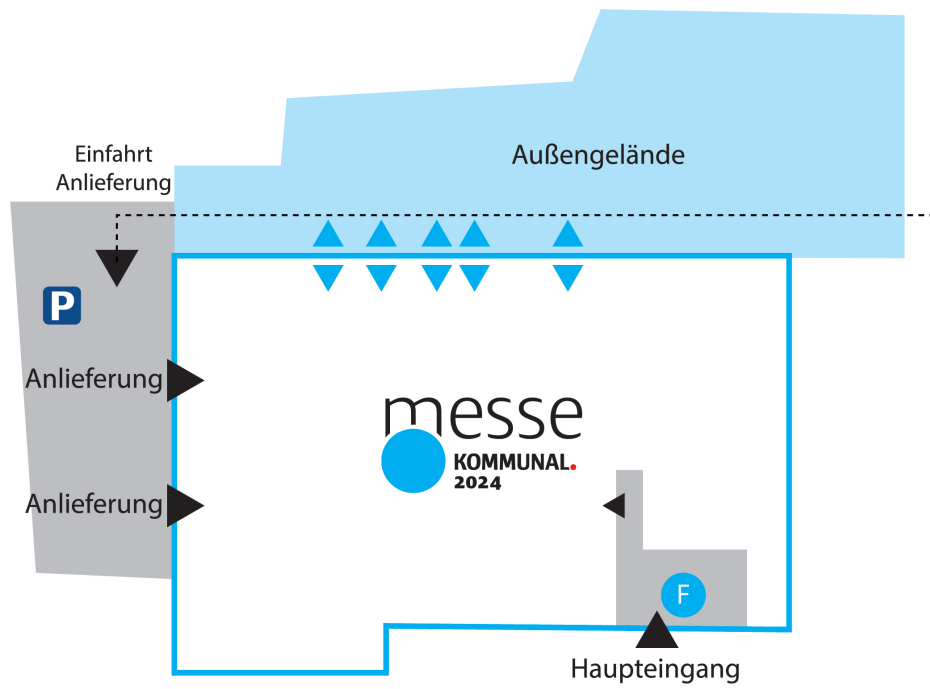 Außengelände
Einfahrt
Anlieferung
P
Anlieferung
messe
KOMMUNAL.
2024
Anlieferung
F
Haupteingang